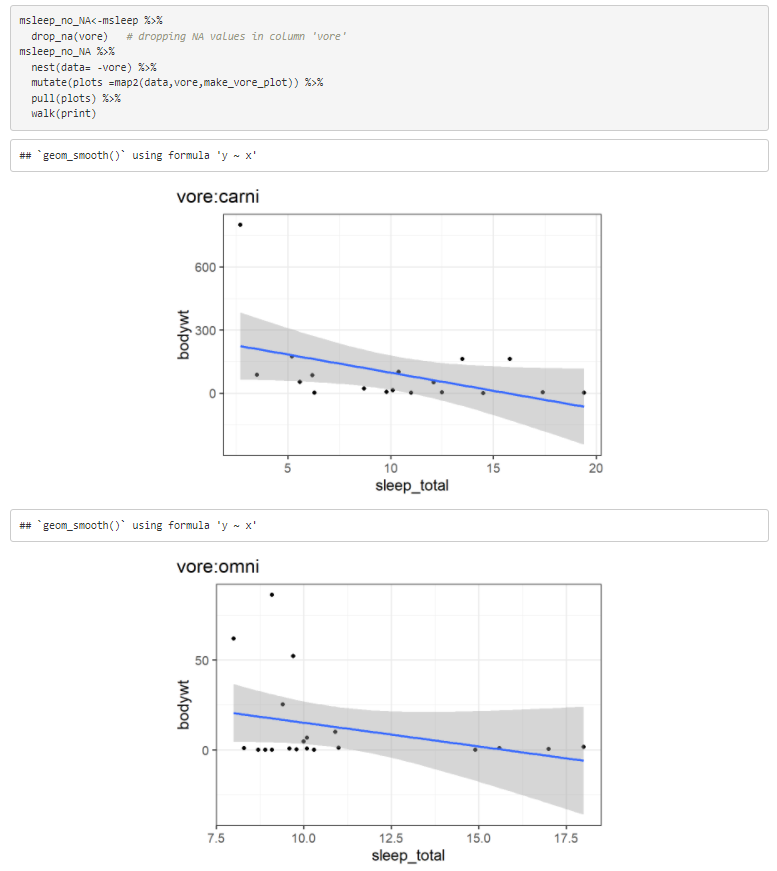 msleep_no_NA<-msleep %>%
  drop_na(vore)   # dropping NA values in column 'vore'
msleep_no_NA %>%
  nest(data= -vore) %>%
  mutate(plots =map2(data,vore,make_vore_plot)) %>%
  pull(plots) %>%
  walk(print)
## `geom_smooth()` using formula 'y ~ x'
vore:carni
600
300
0
bodywt
5 10 15 20
sleep_total
## `geom_smooth()` using formula 'y ~ x'
vore:omni
50
0
bodywt
7.5 10.0 12.5 15.0 17.5
sleep_total